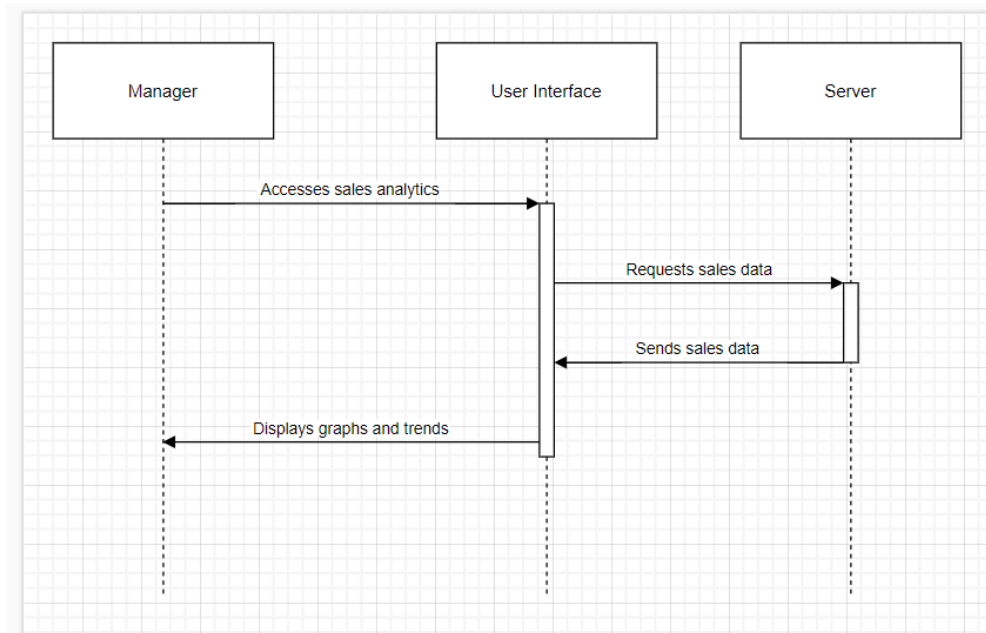 Manager
User Interface
Server
Accesses sales analytics
Requests sales data
Sends sales data
Displays graphs and trends